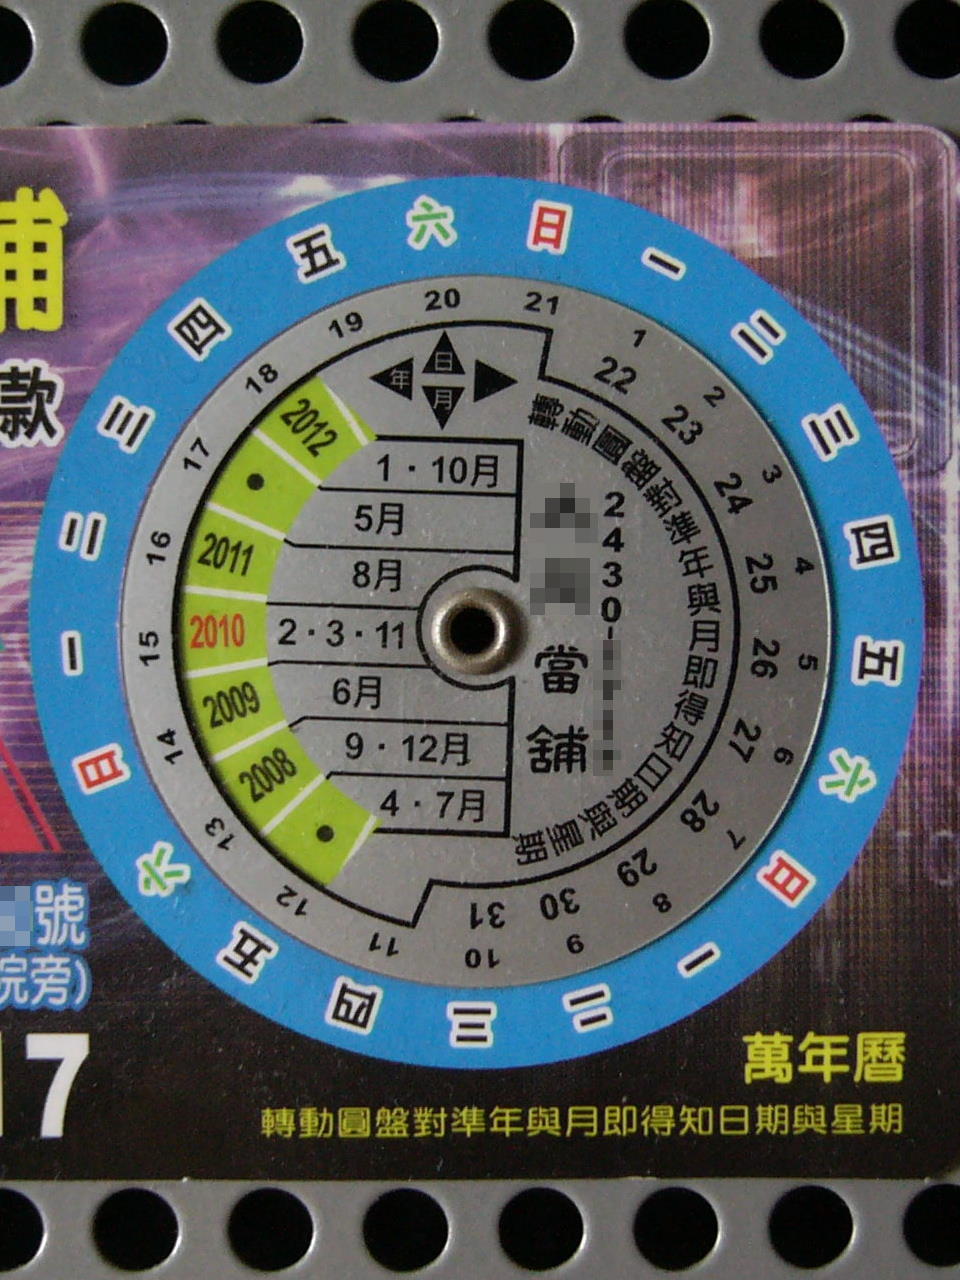 款
號
院旁)
17
日 一 二 三 四 五 六 日 一 二 三 四 五 六 日 一 二 三 四 五 六
1 2 3 4 5 6 7 8 9 10 11 12 13 14 15 16 17 18 19 20 21
22 23 24 25 26 27 28 29 30 31
年 日 月
2012
•
2011
2010
2009
2008
•
1·10月
5月
8月
2·3·11
6月
9·12月
4·7月
當舖
2430-
轉動圓盤對準年與月即得知日期與星期
萬年曆
轉動圓盤對準年與月即得知日期與星期